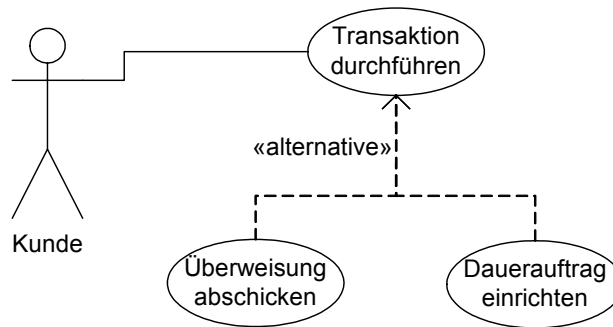 Transaktion
durchführen
«alternative»
Kunde
Überweisung
abschicken
Dauerauftrag
einrichten